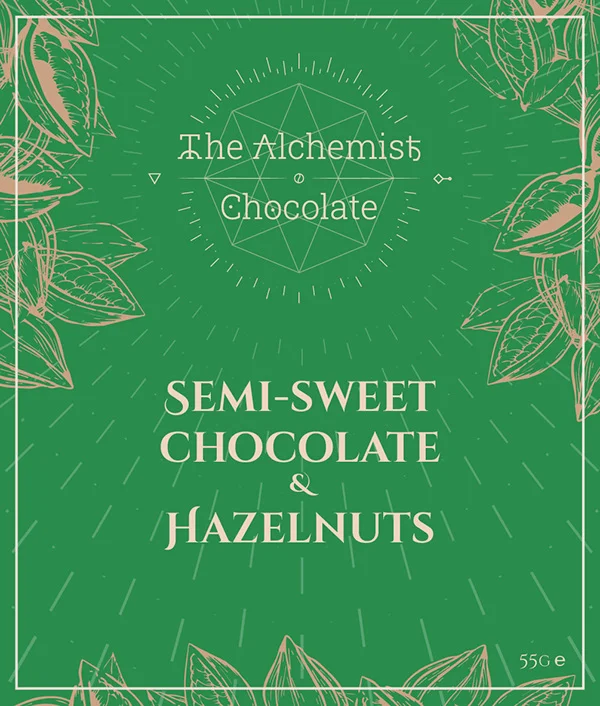 The Alchemist
Chocolate
Semi-sweet
chocolate
&
Hazelnuts
55G e